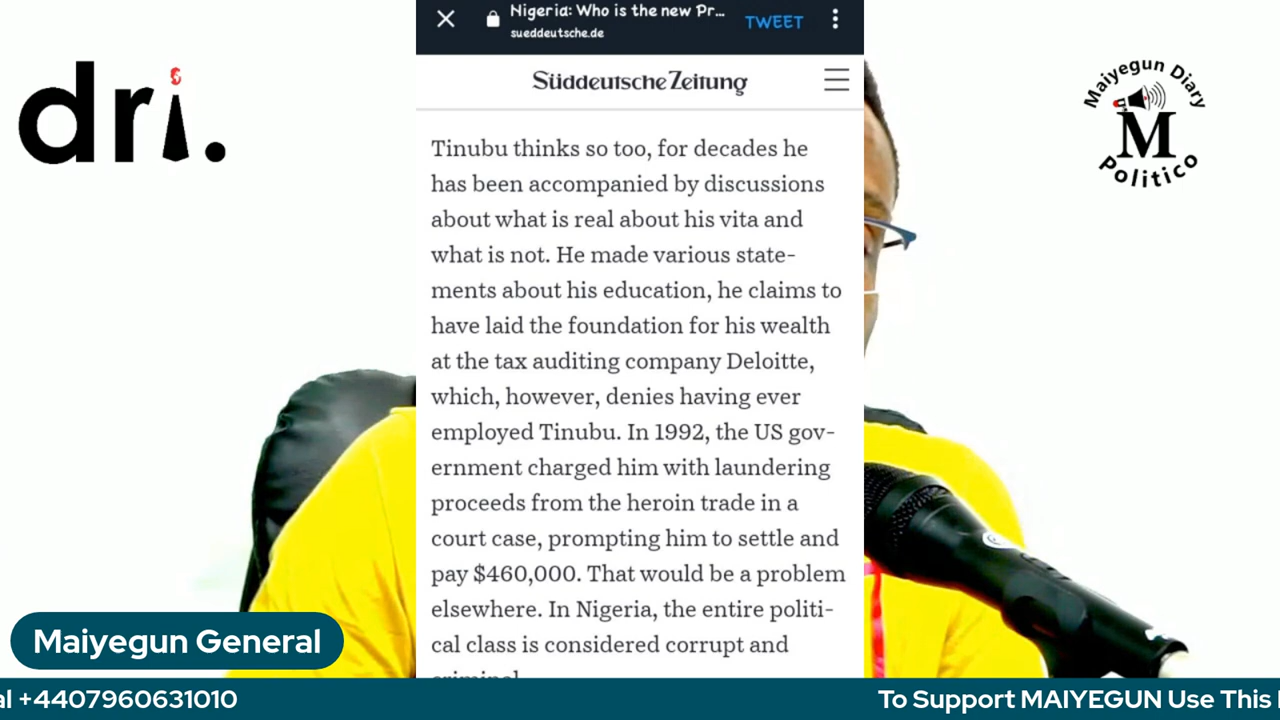 Nigeria: Who is the new Pr...
TWEET
sueddeutsche.de
Süddeutsche Zeitung
dri.
Maiyegun Diary
M
Politico
Tinubu thinks so too, for decades he
has been accompanied by discussions
about what is real about his vita and
what is not. He made various state-
ments about his education, he claims to
have laid the foundation for his wealth
at the tax auditing company Deloitte,
which, however, denies having ever
employed Tinubu. In 1992, the US gov-
ernment charged him with laundering
proceeds from the heroin trade in a
court case, prompting him to settle and
pay $460,000. That would be a problem
elsewhere. In Nigeria, the entire politi-
cal class is considered corrupt and
Maiyegun General
al +4407960631010
To Support MAIYEGUN Use This